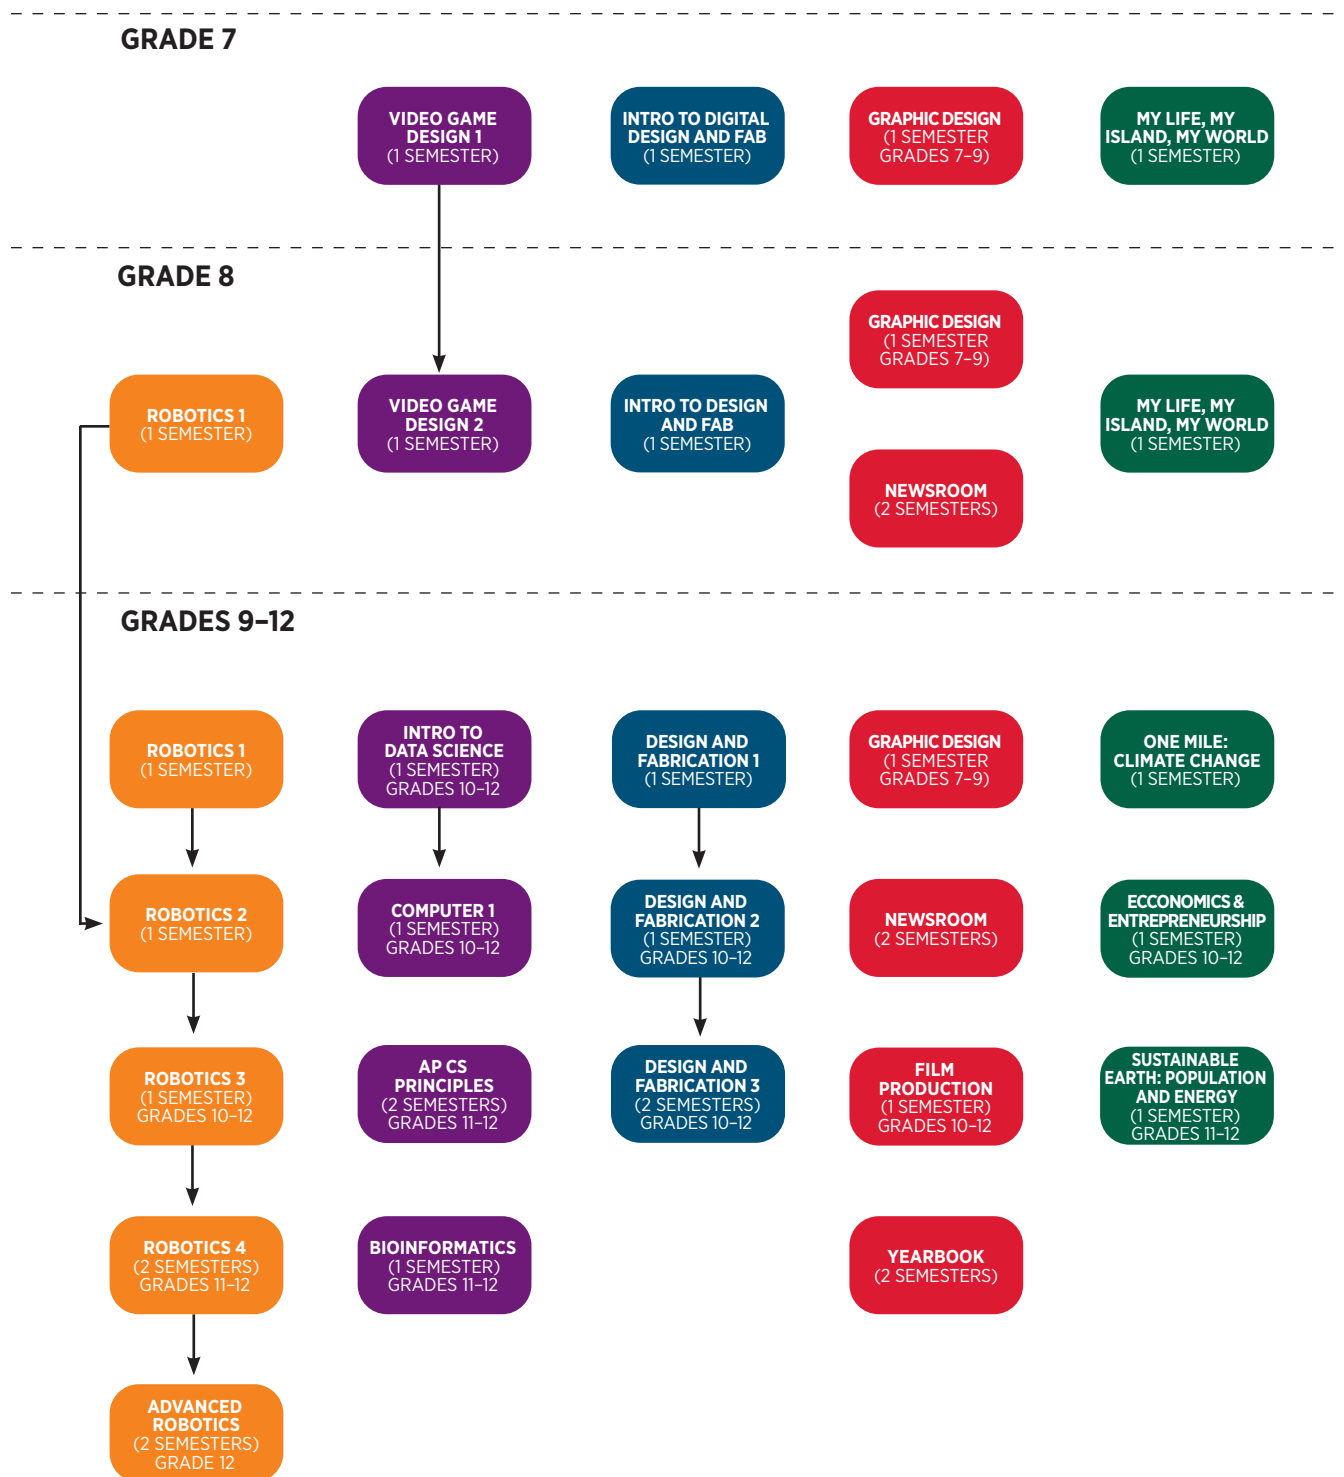 GRADE 7
VIDEO GAME
DESIGN 1
(1 SEMESTER)
INTRO TO DIGITAL
DESIGN AND FAB
(1 SEMESTER)
GRAPHIC DESIGN
(1 SEMESTER
GRADES 7–9)
MY LIFE, MY
ISLAND, MY WORLD
(1 SEMESTER)
GRADE 8
ROBOTICS 1
(1 SEMESTER)
VIDEO GAME
DESIGN 2
(1 SEMESTER)
INTRO TO DESIGN
AND FAB
(1 SEMESTER)
GRAPHIC DESIGN
(1 SEMESTER
GRADES 7–9)
NEWSROOM
(2 SEMESTERS)
MY LIFE, MY
ISLAND, MY WORLD
(1 SEMESTER)
GRADES 9–12
ROBOTICS 1
(1 SEMESTER)
INTRO TO
DATA SCIENCE
(1 SEMESTER)
GRADES 10–12
DESIGN AND
FABRICATION 1
(1 SEMESTER)
GRAPHIC DESIGN
(1 SEMESTER
GRADES 7–9)
ONE MILE:
CLIMATE CHANGE
(1 SEMESTER)
ROBOTICS 2
(1 SEMESTER)
COMPUTER 1
(1 SEMESTER)
GRADES 10–12
DESIGN AND
FABRICATION 2
(1 SEMESTER)
GRADES 10–12
NEWSROOM
(2 SEMESTERS)
ECCONOMICS &
ENTREPRENEURSHIP
(1 SEMESTER)
GRADES 10–12
ROBOTICS 3
(1 SEMESTER)
GRADES 10–12
AP CS
PRINCIPLES
(2 SEMESTERS)
GRADES 11–12
DESIGN AND
FABRICATION 3
(2 SEMESTERS)
GRADES 10–12
FILM
PRODUCTION
(1 SEMESTER)
GRADES 10–12
SUSTAINABLE
EARTH: POPULATION
AND ENERGY
(1 SEMESTER)
GRADES 11–12
ROBOTICS 4
(2 SEMESTERS)
GRADES 11–12
BIOINFORMATICS
(1 SEMESTER)
GRADES 11–12
YEARBOOK
(2 SEMESTERS)
ADVANCED
ROBOTICS
(2 SEMESTERS)
GRADE 12